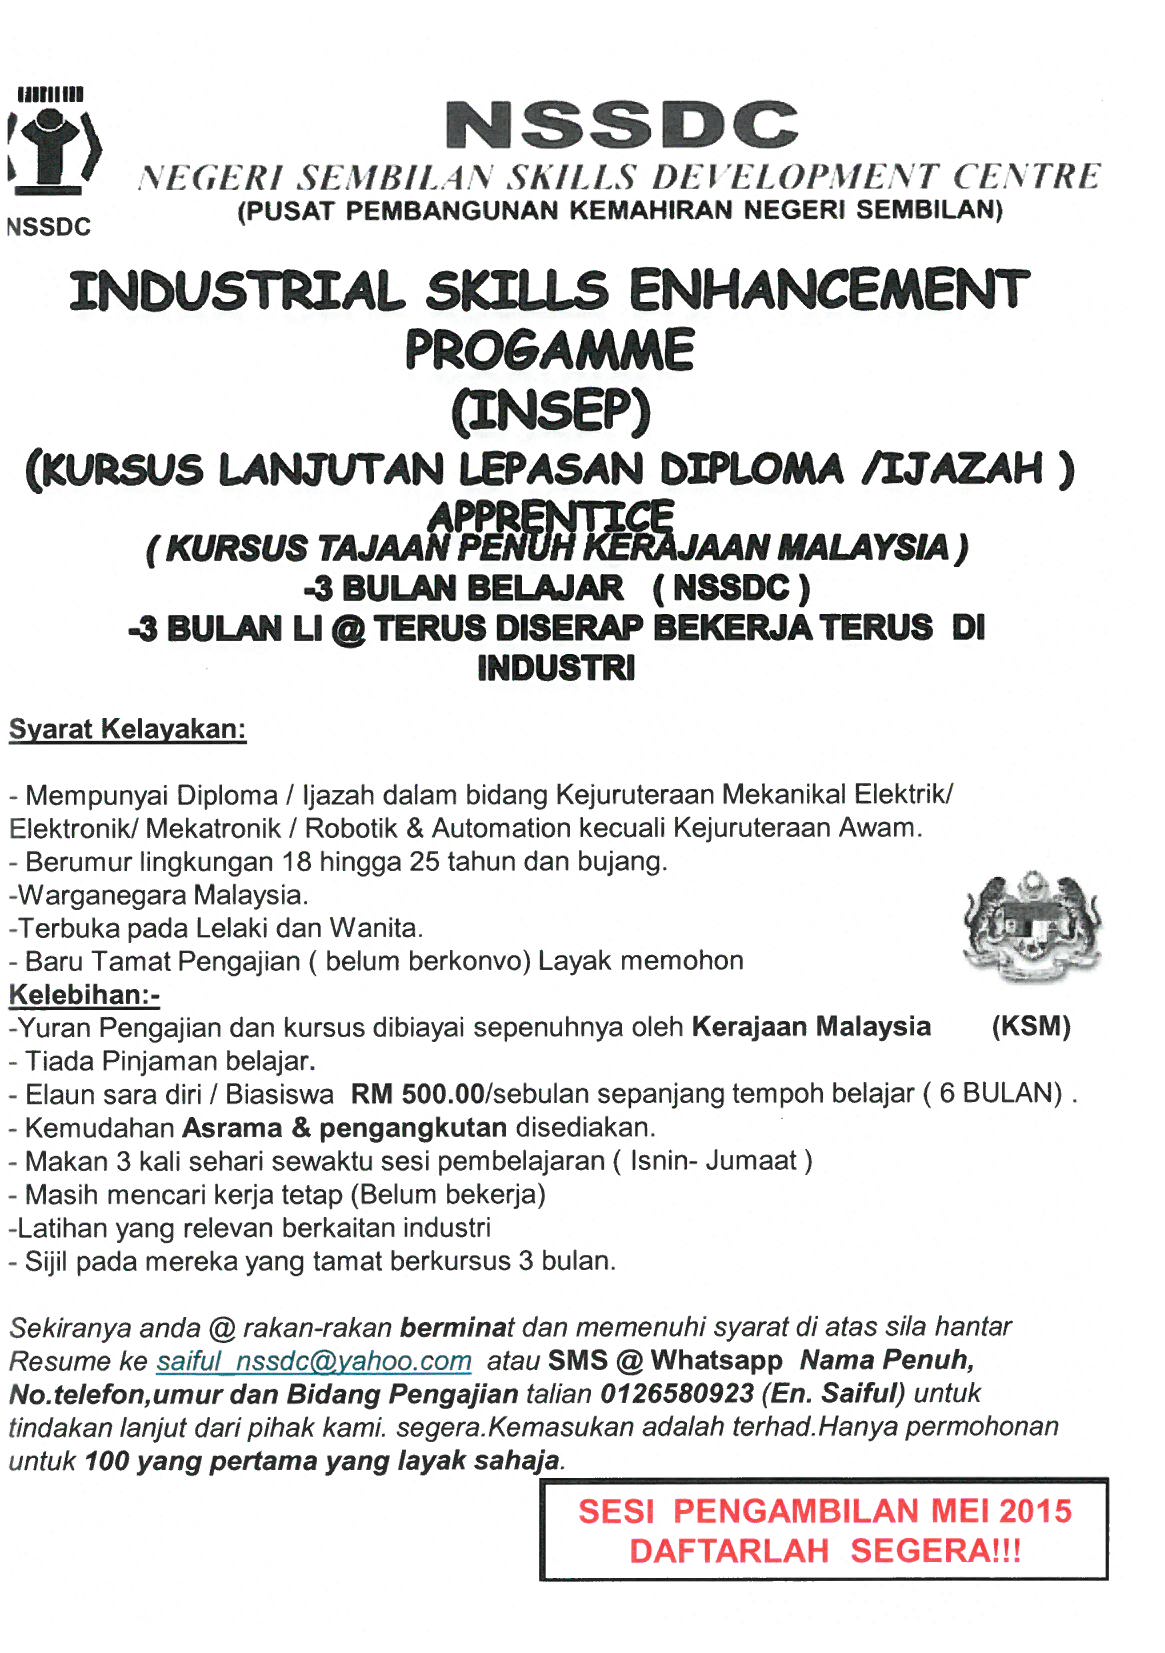 NSSDC
NEGERI SEMBILAN SKILLS DEVELOPMENT CENTRE
(PUSAT PEMBANGUNAN KEMAHIRAN NEGERI SEMBILAN)
NSSDC
INDUSTRIAL SKILLS ENHANCEMENT
PROGAMME
(INSEP)
(KURSUS LANJUTAN LEPASAN DIPLOMA /IJAZAH )
APPRENTICE
( KURSUS TAJAAN PENUH KERAJAAN MALAYSIA )
-3 BULAN BELAJAR ( NSSDC )
-3 BULAN LI @ TERUS DISERAP BEKERJA TERUS DI
INDUSTRI
Syarat Kelayakan:
- Mempunyai Diploma / Ijazah dalam bidang Kejuruteraan Mekanikal Elektrik/
Elektronik/ Mekatronik / Robotik & Automation kecuali Kejuruteraan Awam.
- Berumur lingkungan 18 hingga 25 tahun dan bujang.
-Warganegara Malaysia.
-Terbuka pada Lelaki dan Wanita.
- Baru Tamat Pengajian ( belum berkonvo) Layak memohon
Kelebihan:-
-Yuran Pengajian dan kursus dibiayai sepenuhnya oleh Kerajaan Malaysia (KSM)
- Tiada Pinjaman belajar.
- Elaun sara diri / Biasiswa RM 500.00/sebulan sepanjang tempoh belajar ( 6 BULAN) .
- Kemudahan Asrama & pengangkutan disediakan.
- Makan 3 kali sehari sewaktu sesi pembelajaran ( Isnin- Jumaat )
- Masih mencari kerja tetap (Belum bekerja)
-Latihan yang relevan berkaitan industri
- Sijil pada mereka yang tamat berkursus 3 bulan.
Sekiranya anda @ rakan-rakan berminat dan memenuhi syarat di atas sila hantar
Resume ke saiful_nssdc@yahoo.com atau SMS @ Whatsapp Nama Penuh,
No.telefon,umur dan Bidang Pengajian talian 0126580923 (En. Saiful) untuk
tindakan lanjut dari pihak kami. segera.Kemasukan adalah terhad.Hanya permohonan
untuk 100 yang pertama yang layak sahaja.
SESI PENGAMBILAN MEI 2015
DAFTARLAH SEGERA!!!